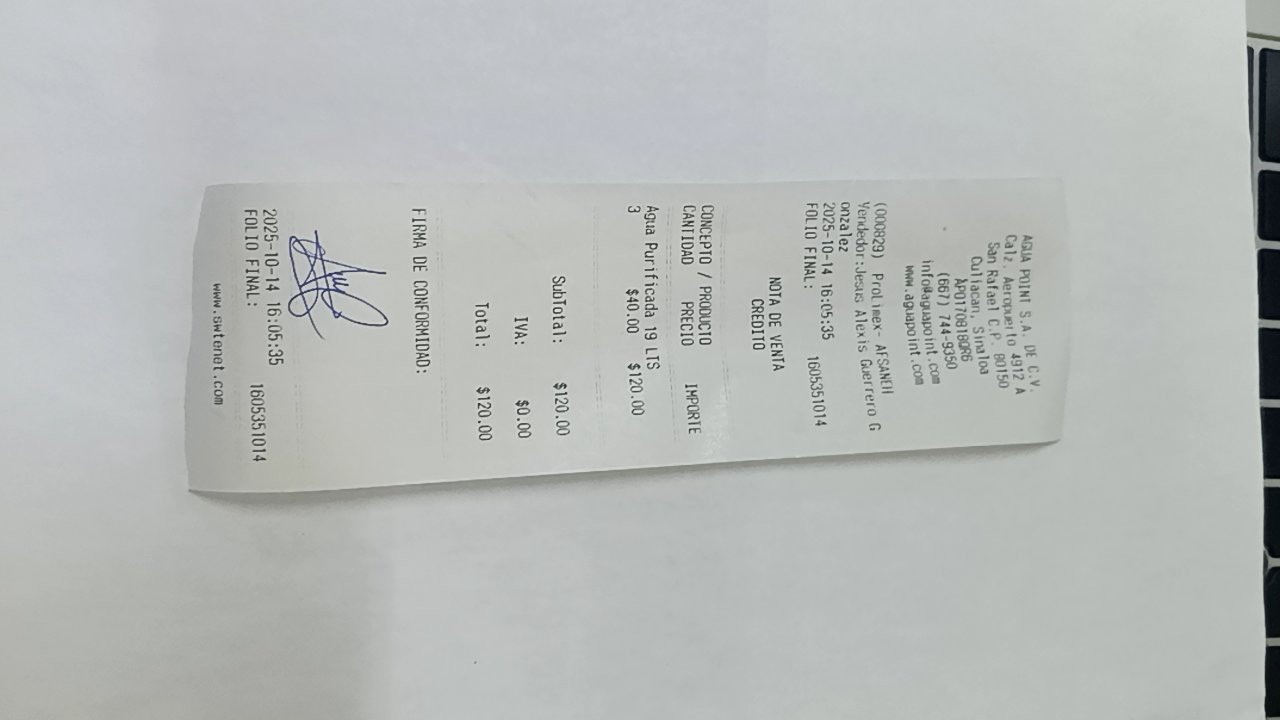 AGUA POINT S.A. DE C.V.
Calz. Aeropuerto 4912 A
San Rafael C.P. 80150
Culiacan, Sinaloa
APO170818QR6
(667) 744-9350
info@aguapoint.com
www.aguapoint.com
(000829) ProLimex- AFSANEH
Vendedor:Jesus Alexis Guerrero G
onzalez
2025-10-14 16:05:35
FOLIO FINAL: 1605351014
NOTA DE VENTA
CREDITO
CONCEPTO / PRODUCTO
CANTIDAD PRECIO IMPORTE
Agua Purificada 19 LTS
3 $40.00 $120.00
SubTotal: $120.00
IVA: $0.00
Total: $120.00
FIRMA DE CONFORMIDAD:
2025-10-14 16:05:35
FOLIO FINAL: 1605351014
www.swtenet.com